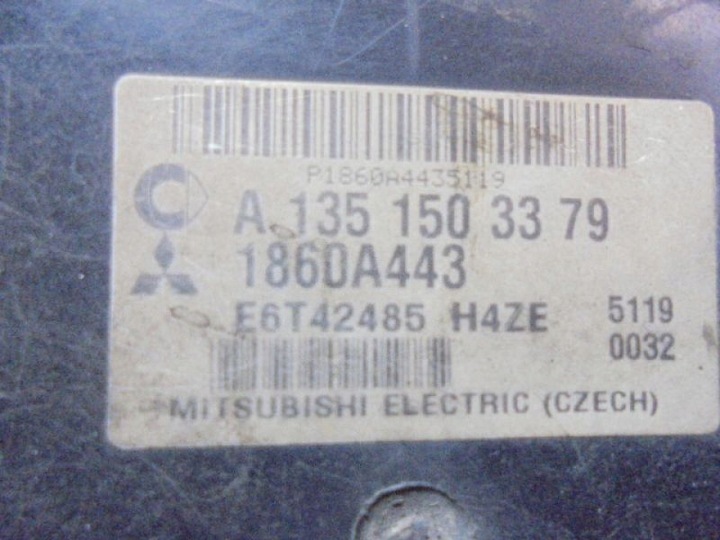 P1860A4435119
A 135 150 33 79
1860A443
E6T42485 H4ZE 5119
0032
MITSUBISHI ELECTRIC (CZECH)